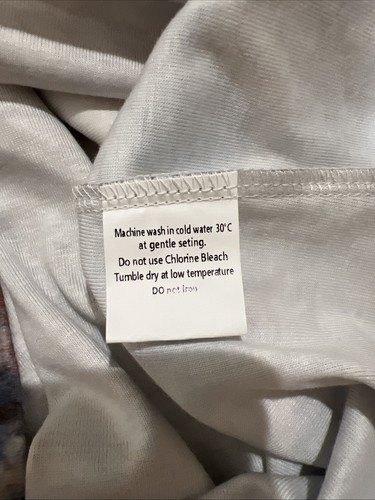 Machine wash in cold water 30°C
at gentle seting.
Do not use Chlorine Bleach
Tumble dry at low temperature
DO not Iron